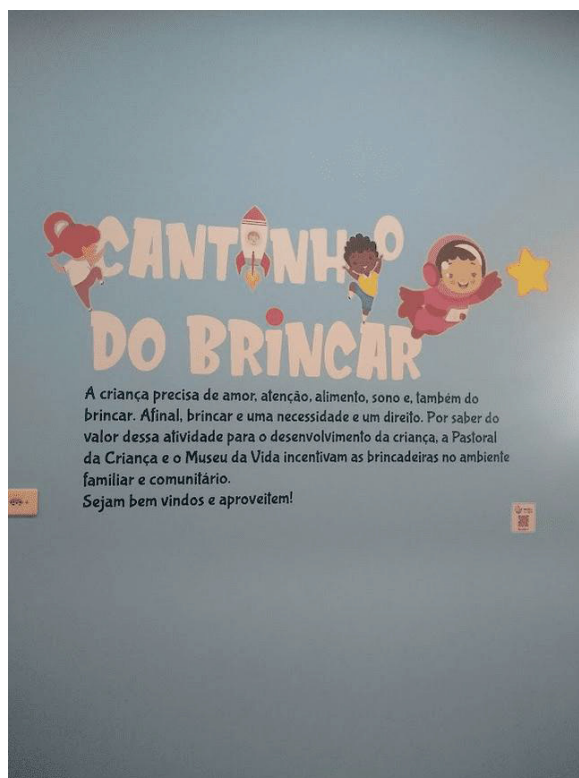 CANTINHO
DO BRINCAR
A criança precisa de amor, atenção, alimento, sono e, também do
brincar. Afinal, brincar e uma necessidade e um direito. Por saber do
valor dessa atividade para o desenvolvimento da criança, a Pastoral
da Criança e o Museu da Vida incentivam as brincadeiras no ambiente
familiar e comunitário.
Sejam bem vindos e aproveitem!